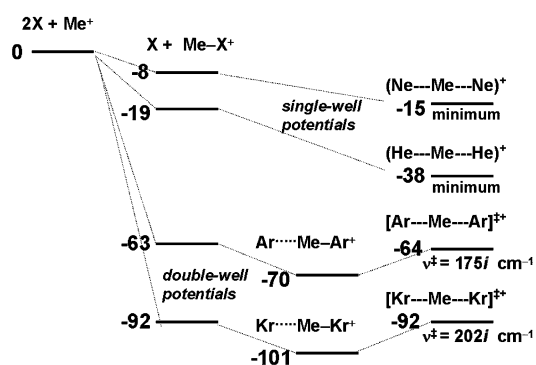 2X + Me⁺
0
X + Me–X⁺
-8
-19
(Ne---Me---Ne)⁺
single-well
potentials
-15
minimum
(He---Me---He)⁺
-38
minimum
[Ar---Me---Ar]‡⁺
-63
Ar·····Me–Ar⁺
-64
ν‡ = 175i cm⁻¹
double-well
potentials
-70
[Kr---Me---Kr]‡⁺
-92
Kr·····Me–Kr⁺
-92
ν‡ = 202i cm⁻¹
-101